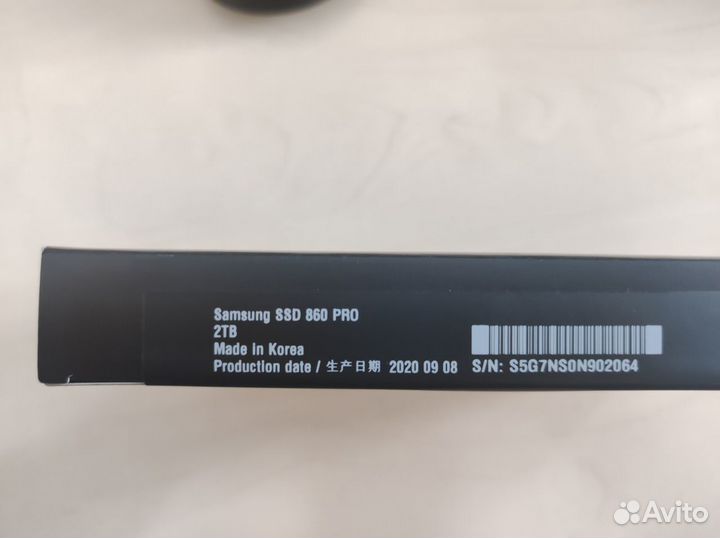 Samsung SSD 860 PRO
2TB
Made in Korea
Production date / 生产日期 2020 09 08
S/N: S5G7NS0N902064
Avito